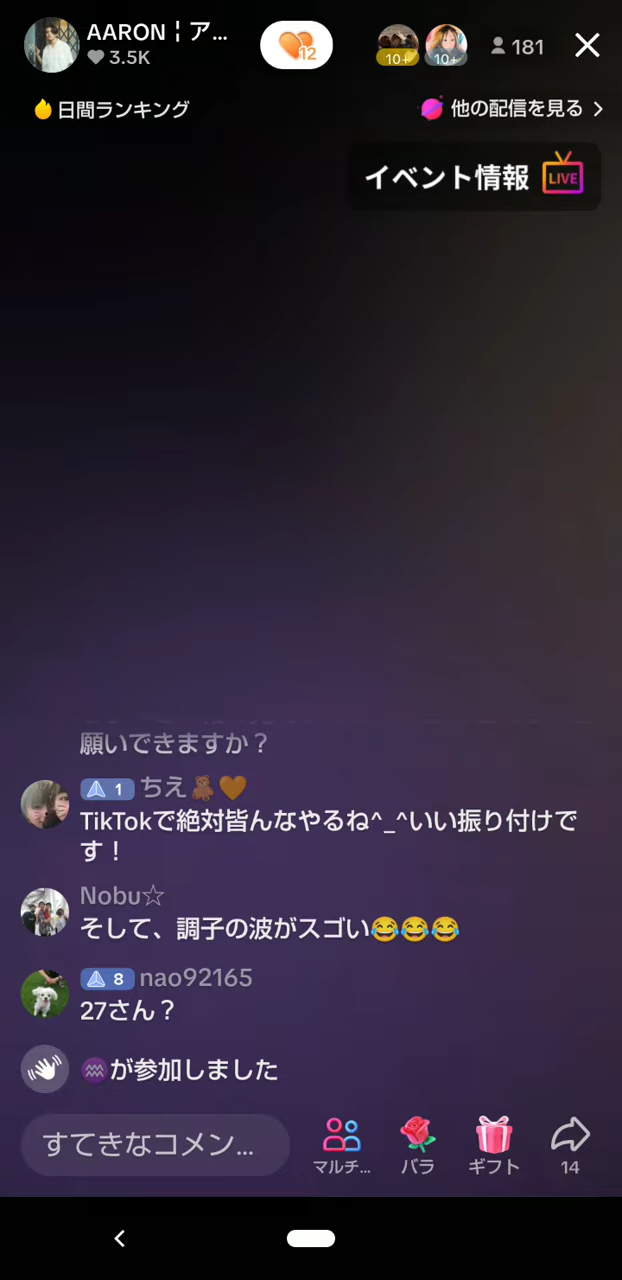 AARON ¦ ア...
3.5K
12
10+
10+
181
日間ランキング
他の配信を見る
イベント情報
LIVE
願いできますか？
1 ちえ🧸🤎
TikTokで絶対皆んなやるね^_^いい振り付けで
す！
Nobu☆
そして、調子の波がスゴい😂😂😂
8 nao92165
27さん？
♒が参加しました
すてきなコメン...
マルチ...
バラ
ギフト
14